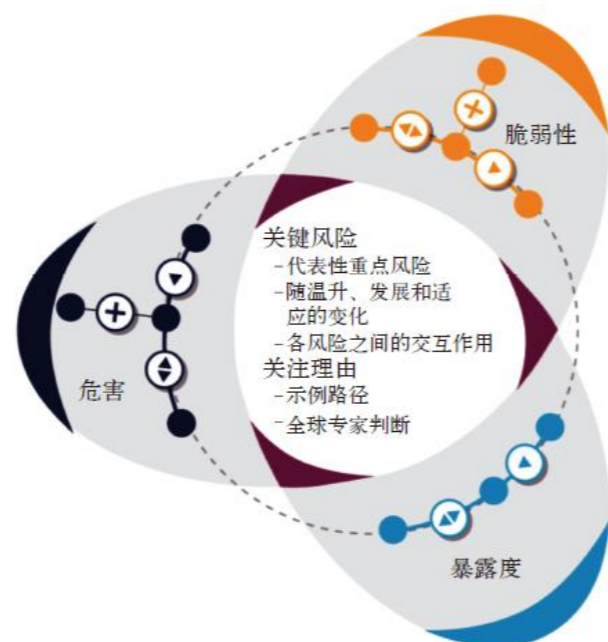 脆弱性
关键风险
-代表性重点风险
-随温升、发展和适
应的变化
-各风险之间的交互作用
关注理由
-示例路径
-全球专家判断
危害
暴露度